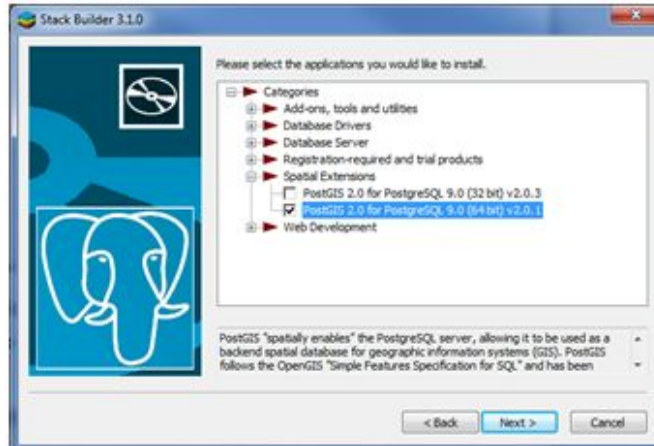 Stack Builder 3.1.0
Please select the applications you would like to install.
Categories
Add-ons, tools and utilities
Database Drivers
Database Server
Registration-required and trial products
Spatial Extensions
PostGIS 2.0 for PostgreSQL 9.0 (32 bit) v2.0.3
PostGIS 2.0 for PostgreSQL 9.0 (64 bit) v2.0.1
Web Development
PostGIS "spatially enables" the PostgreSQL server, allowing it to be used as a
backend spatial database for geographic information systems (GIS). PostGIS
follows the OpenGIS "Simple Features Specification for SQL" and has been
< Back
Next >
Cancel